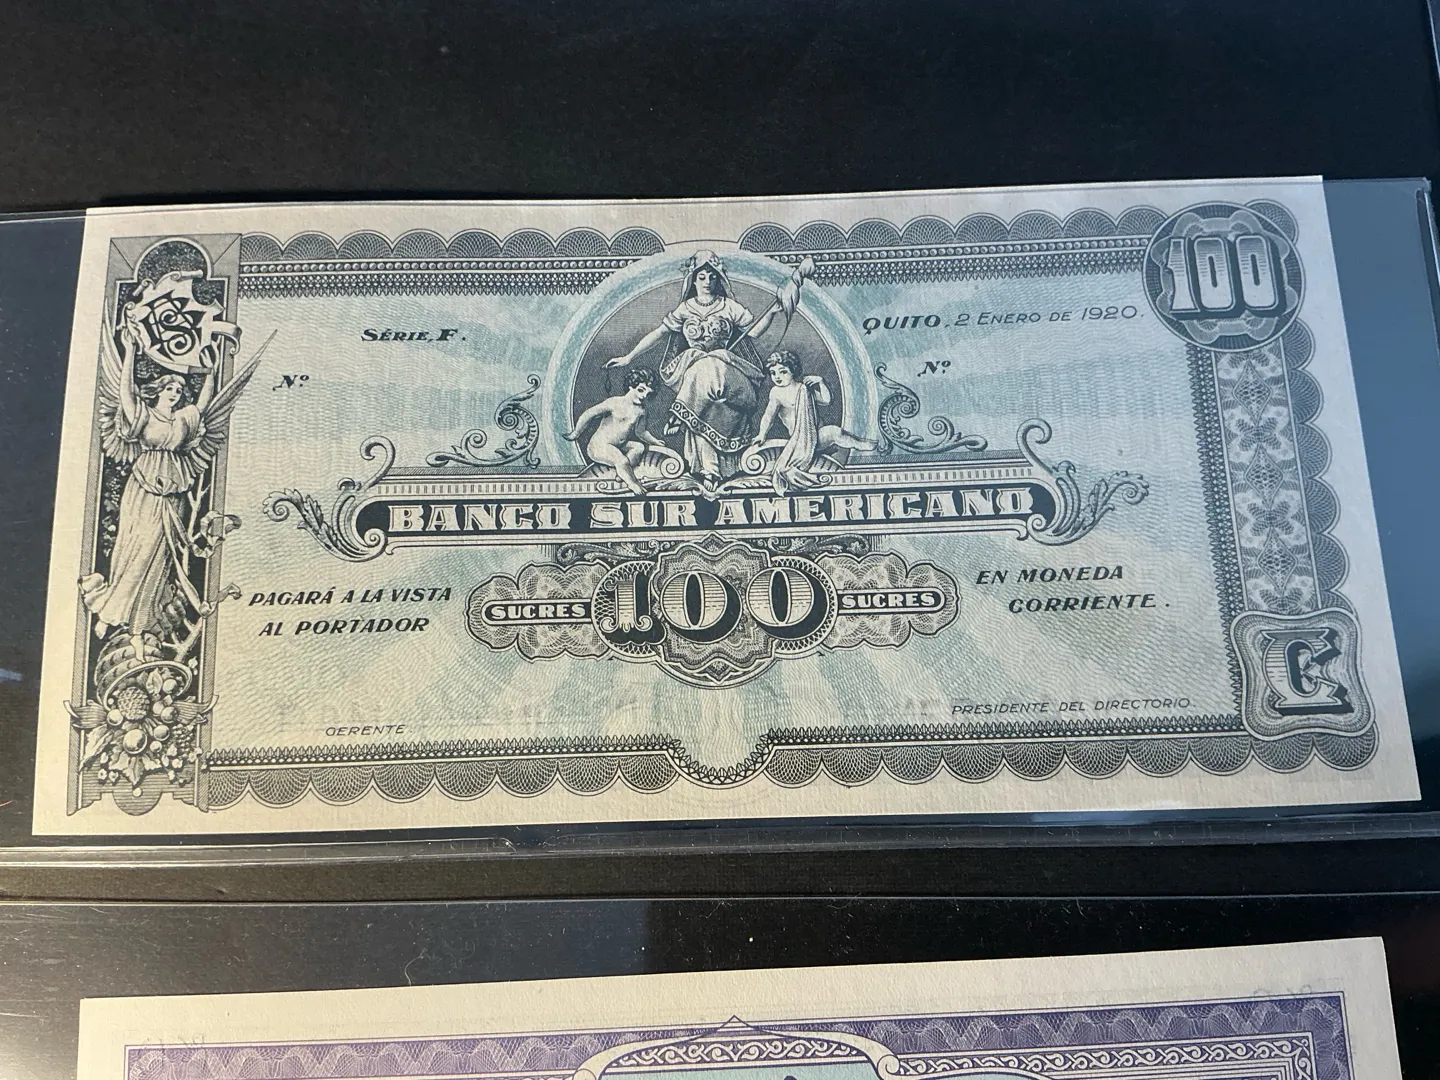 100
SÉRIE, F.
QUITO, 2 ENERO DE 1920.
Nº
Nº
BANCO SUR AMERICANO
PAGARÁ A LA VISTA
AL PORTADOR
SUCRES 100 SUCRES
EN MONEDA
CORRIENTE.
GERENTE.
PRESIDENTE DEL DIRECTORIO.
C